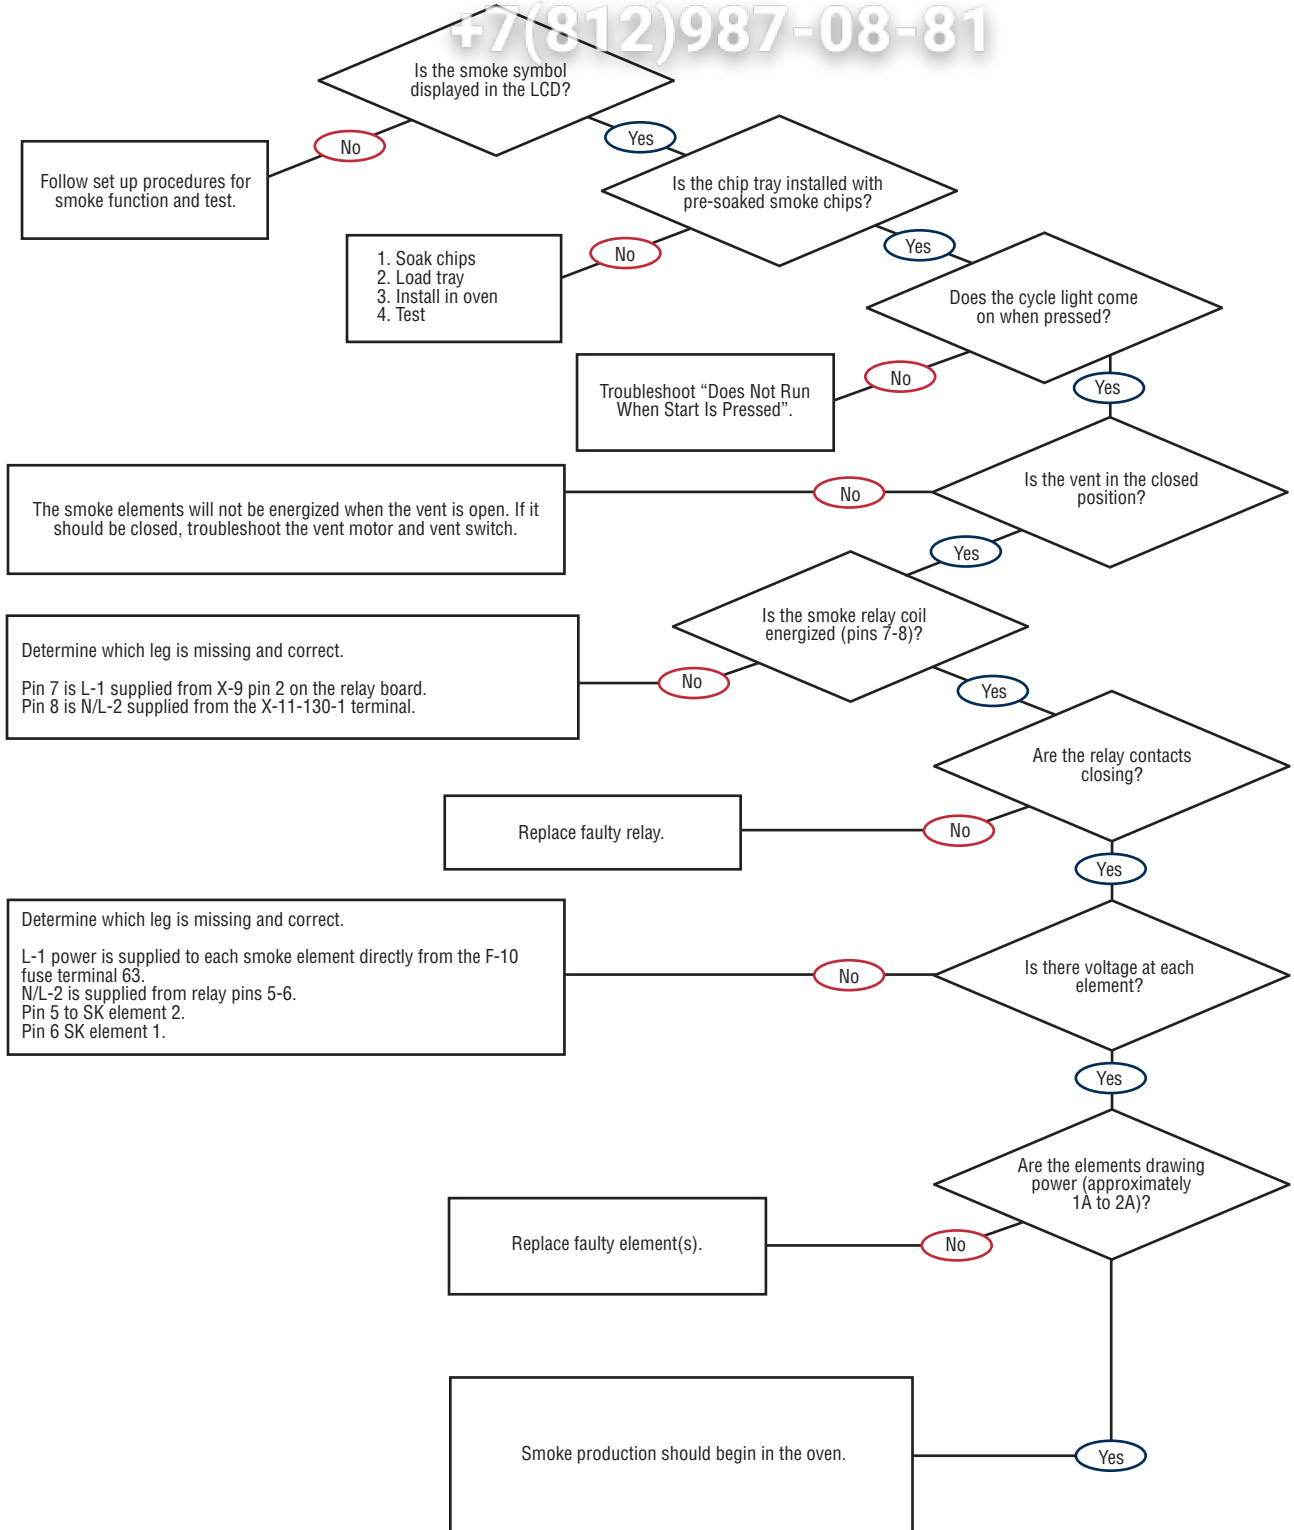 +7(812)987-08-81
Is the smoke symbol
displayed in the LCD?
No
Yes
Follow set up procedures for
smoke function and test.
Is the chip tray installed with
pre-soaked smoke chips?
No
Yes
1. Soak chips
2. Load tray
3. Install in oven
4. Test
Does the cycle light come
on when pressed?
No
Yes
Troubleshoot “Does Not Run
When Start Is Pressed”.
Is the vent in the closed
position?
No
Yes
The smoke elements will not be energized when the vent is open. If it
should be closed, troubleshoot the vent motor and vent switch.
Is the smoke relay coil
energized (pins 7-8)?
No
Yes
Determine which leg is missing and correct.
Pin 7 is L-1 supplied from X-9 pin 2 on the relay board.
Pin 8 is N/L-2 supplied from the X-11-130-1 terminal.
Are the relay contacts
closing?
No
Yes
Replace faulty relay.
Is there voltage at each
element?
No
Yes
Determine which leg is missing and correct.
L-1 power is supplied to each smoke element directly from the F-10
fuse terminal 63.
N/L-2 is supplied from relay pins 5-6.
Pin 5 to SK element 2.
Pin 6 SK element 1.
Are the elements drawing
power (approximately
1A to 2A)?
No
Yes
Replace faulty element(s).
Smoke production should begin in the oven.